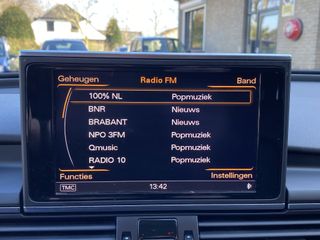 Geheugen Radio FM Band
100% NL Popmuziek
BNR Nieuws
BRABANT Nieuws
NPO 3FM Popmuziek
Qmusic Popmuziek
RADIO 10 Popmuziek
Functies Instellingen
TMC 13:42